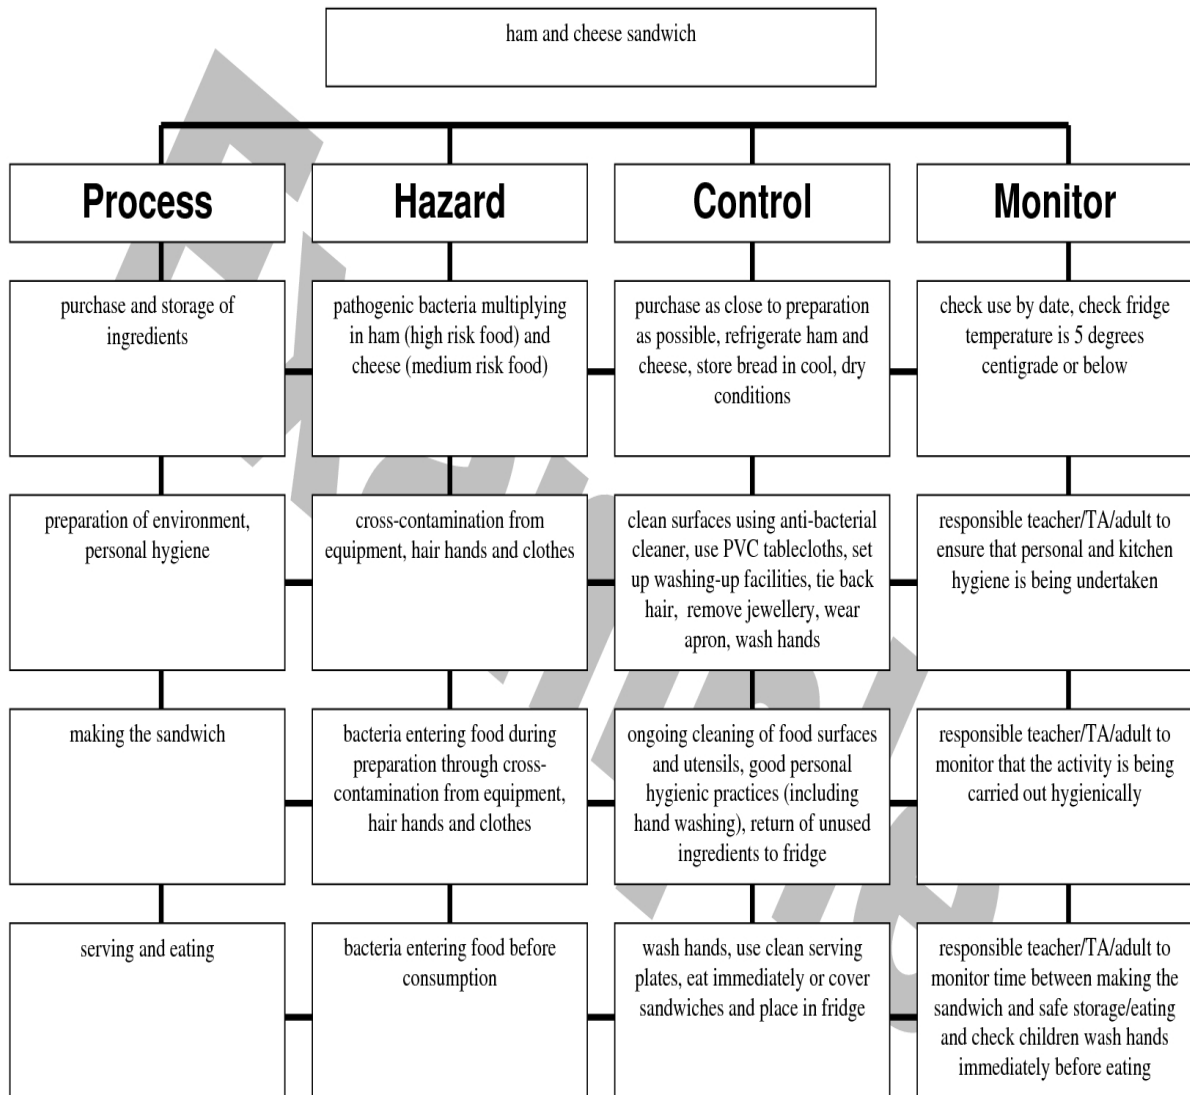 ham and cheese sandwich
Process
Hazard
Control
Monitor
purchase and storage of
ingredients
pathogenic bacteria multiplying
in ham (high risk food) and
cheese (medium risk food)
purchase as close to preparation
as possible, refrigerate ham and
cheese, store bread in cool, dry
conditions
check use by date, check fridge
temperature is 5 degrees
centigrade or below
preparation of environment,
personal hygiene
cross-contamination from
equipment, hair hands and clothes
clean surfaces using anti-bacterial
cleaner, use PVC tablecloths, set
up washing-up facilities, tie back
hair,  remove jewellery, wear
apron, wash hands
responsible teacher/TA/adult to
ensure that personal and kitchen
hygiene is being undertaken
making the sandwich
bacteria entering food during
preparation through cross-
contamination from equipment,
hair hands and clothes
ongoing cleaning of food surfaces
and utensils, good personal
hygienic practices (including
hand washing), return of unused
ingredients to fridge
responsible teacher/TA/adult to
monitor that the activity is being
carried out hygienically
serving and eating
bacteria entering food before
consumption
wash hands, use clean serving
plates, eat immediately or cover
sandwiches and place in fridge
responsible teacher/TA/adult to
monitor time between making the
sandwich and safe storage/eating
and check children wash hands
immediately before eating
Example